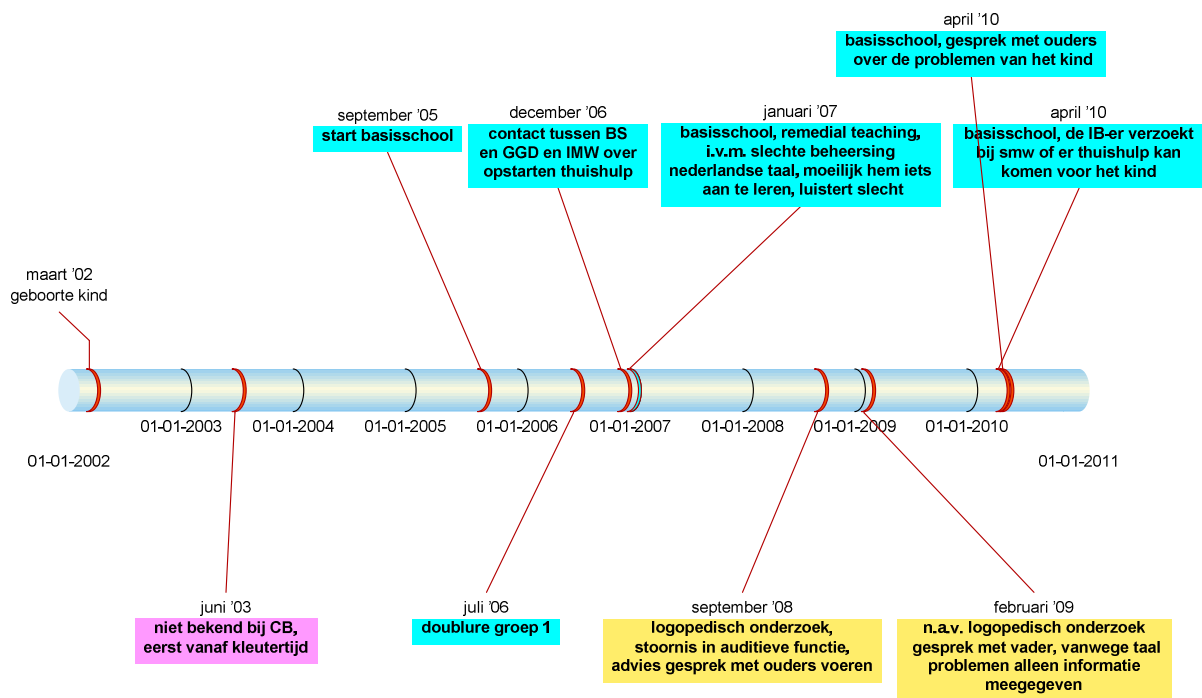 april '10
basisschool, gesprek met ouders
over de problemen van het kind
september '05
start basisschool
december '06
contact tussen BS
en GGD en IMW over
opstarten thuishulp
januari '07
basisschool, remedial teaching,
i.v.m. slechte beheersing
nederlandse taal, moeilijk hem iets
aan te leren, luistert slecht
april '10
basisschool, de IB-er verzoekt
bij smw of er thuishulp kan
komen voor het kind
maart '02
geboorte kind
01-01-2003
01-01-2004
01-01-2005
01-01-2006
01-01-2007
01-01-2008
01-01-2009
01-01-2010
01-01-2002
01-01-2011
juni '03
niet bekend bij CB,
eerst vanaf kleutertijd
juli '06
doublure groep 1
september '08
logopedisch onderzoek,
stoornis in auditieve functie,
advies gesprek met ouders voeren
februari '09
n.a.v. logopedisch onderzoek
gesprek met vader, vanwege taal
problemen alleen informatie
meegegeven